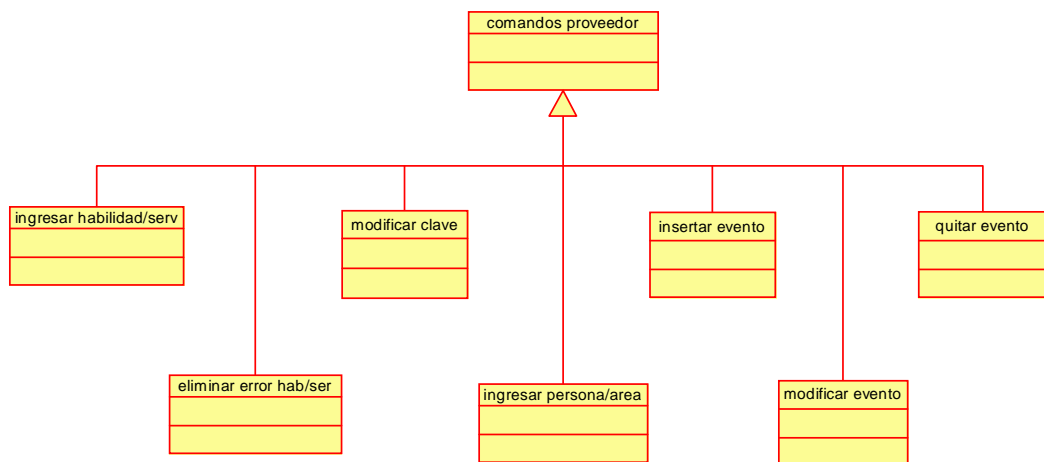 comandos proveedor
ingresar habilidad/serv
modificar clave
insertar evento
quitar evento
eliminar error hab/ser
ingresar persona/area
modificar evento